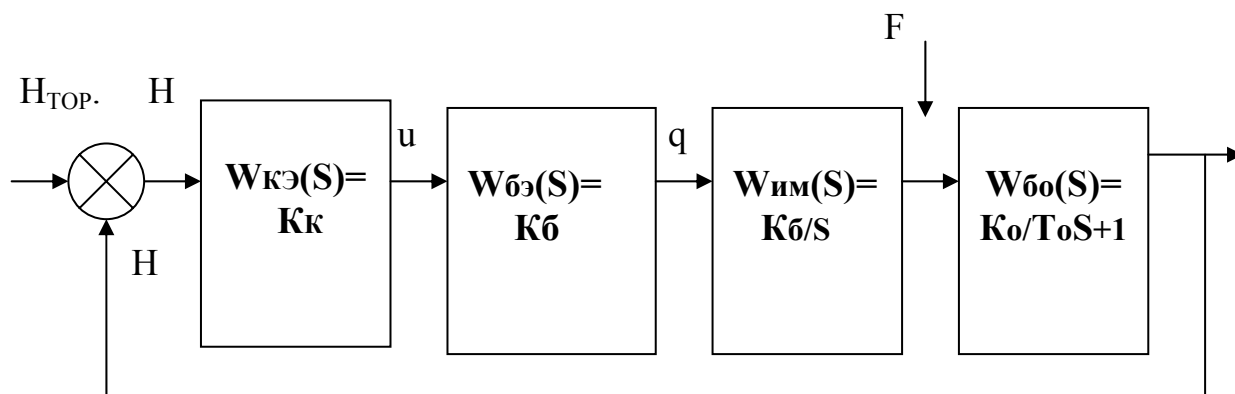 F
HТОР. H
u
q
WКЭ(S)=
Кк
Wбэ(S)=
Кб
Wим(S)=
Кб/S
Wбо(S)=
Ко/ТоS+1
H